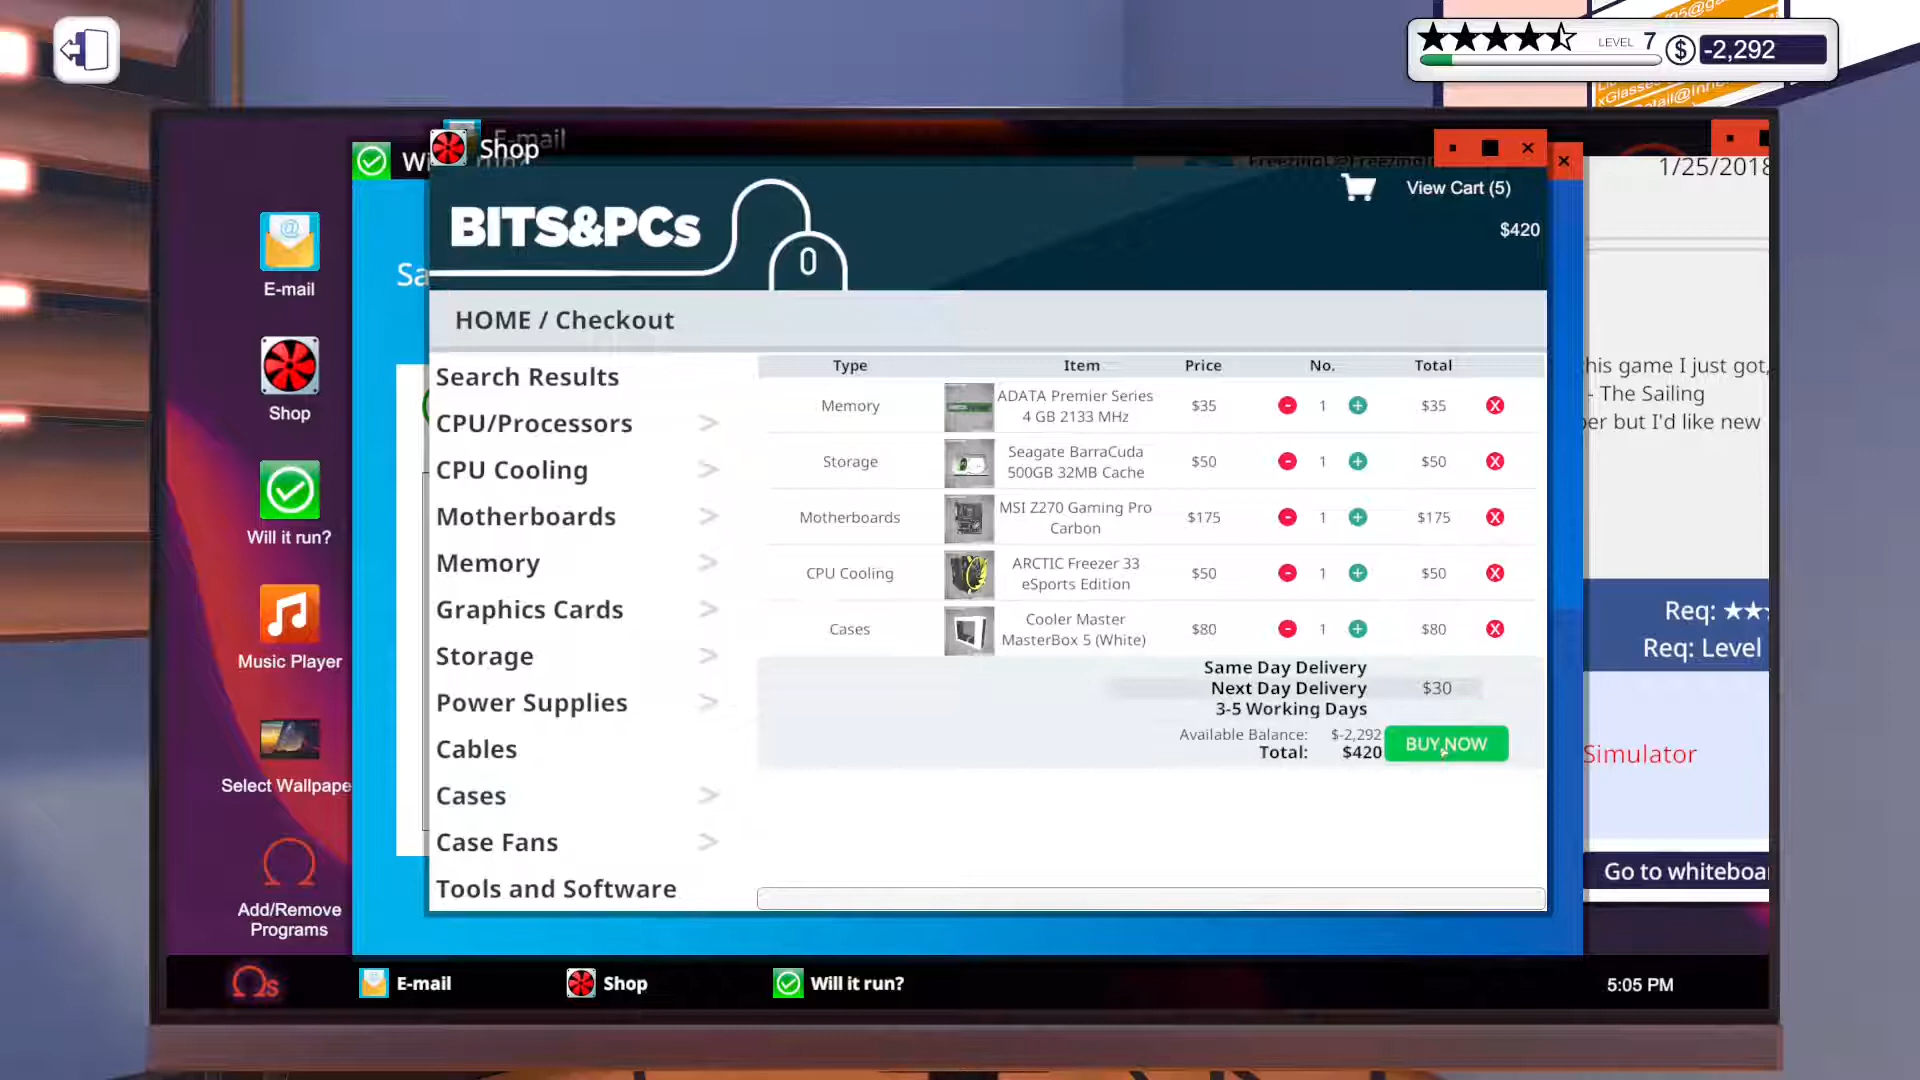 LEVEL 7
$ -2,292
E-mail
Shop
View Cart (5)
$420
BITS&PCs
HOME / Checkout
1/25/2018
E-mail
Shop
Will it run?
Music Player
Select Wallpape
Add/Remove
Programs
Search Results
CPU/Processors >
CPU Cooling >
Motherboards >
Memory >
Graphics Cards >
Storage >
Power Supplies >
Cables
Cases >
Case Fans >
Tools and Software
Type Item Price No. Total
Memory ADATA Premier Series 4 GB 2133 MHz $35 1 $35
Storage Seagate BarraCuda 500GB 32MB Cache $50 1 $50
Motherboards MSI Z270 Gaming Pro Carbon $175 1 $175
CPU Cooling ARCTIC Freezer 33 eSports Edition $50 1 $50
Cases Cooler Master MasterBox 5 (White) $80 1 $80
Same Day Delivery
Next Day Delivery $30
3-5 Working Days
Available Balance: $-2,292
Total: $420
BUY NOW
his game I just got,
- The Sailing
per but I'd like new
Req: ★★
Req: Level
Simulator
Go to whiteboa
E-mail
Shop
Will it run?
5:05 PM